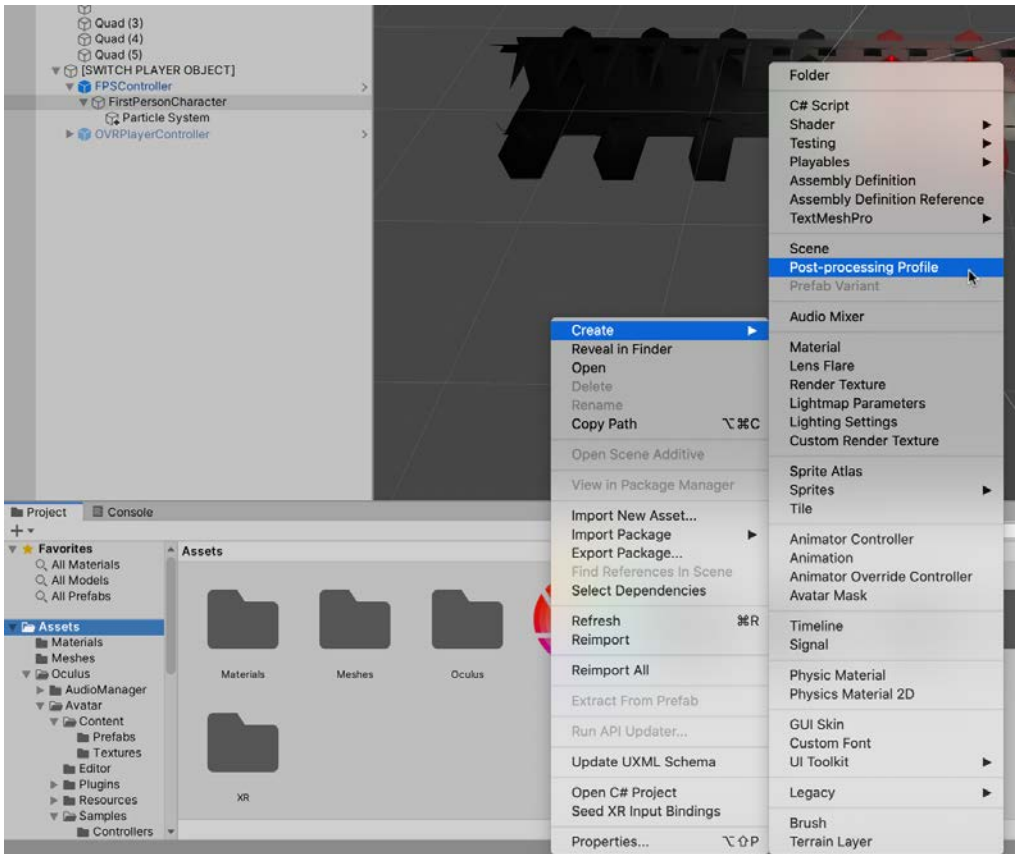 Quad (3)
Quad (4)
Quad (5)
[SWITCH PLAYER OBJECT]
FPSController
FirstPersonCharacter
Particle System
OVRPlayerController
Project
Console
Favorites
All Materials
All Models
All Prefabs
Assets
Materials
Meshes
Oculus
AudioManager
Avatar
Content
Prefabs
Textures
Editor
Plugins
Resources
Samples
Controllers
Assets
Materials
Meshes
Oculus
XR
Create
Reveal in Finder
Open
Delete
Rename
Copy Path ⌥⌘C
Open Scene Additive
View in Package Manager
Import New Asset...
Import Package
Export Package...
Find References In Scene
Select Dependencies
Refresh ⌘R
Reimport
Reimport All
Extract From Prefab
Run API Updater...
Update UXML Schema
Open C# Project
Seed XR Input Bindings
Properties... ⌥⇧P
Folder
C# Script
Shader
Testing
Playables
Assembly Definition
Assembly Definition Reference
TextMeshPro
Scene
Post-processing Profile
Prefab Variant
Audio Mixer
Material
Lens Flare
Render Texture
Lightmap Parameters
Lighting Settings
Custom Render Texture
Sprite Atlas
Sprites
Tile
Animator Controller
Animation
Animator Override Controller
Avatar Mask
Timeline
Signal
Physic Material
Physics Material 2D
GUI Skin
Custom Font
UI Toolkit
Legacy
Brush
Terrain Layer